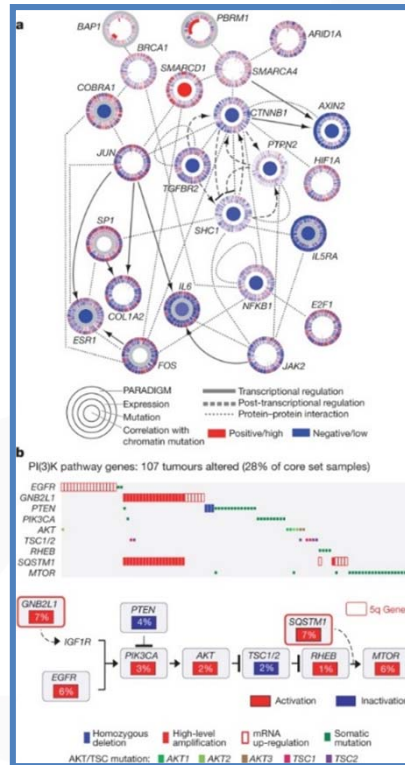 a
BAP1
PBRM1
ARID1A
BRCA1
SMARCD1
SMARCA4
COBRA1
CTNNB1
AXIN2
JUN
PTPN2
HIF1A
TGFBR2
SP1
SHC1
IL5RA
IL6
COL1A2
NFKB1
E2F1
ESR1
FOS
JAK2
PARADIGM
Expression
Mutation
Correlation with
chromatin mutation
Transcriptional regulation
Post-transcriptional regulation
Protein–protein interaction
Positive/high
Negative/low
b
PI(3)K pathway genes: 107 tumours altered (28% of core set samples)
EGFR
GNB2L1
PTEN
PIK3CA
AKT
TSC1/2
RHEB
SQSTM1
MTOR
GNB2L1
7%
PTEN
4%
SQSTM1
7%
5q Gene
IGF1R
EGFR
6%
PIK3CA
3%
AKT
2%
TSC1/2
2%
RHEB
1%
MTOR
6%
Activation
Inactivation
Homozygous
deletion
High-level
amplification
mRNA
up-regulation
Somatic
mutation
AKT/TSC mutation: AKT1 AKT2 AKT3 TSC1 TSC2